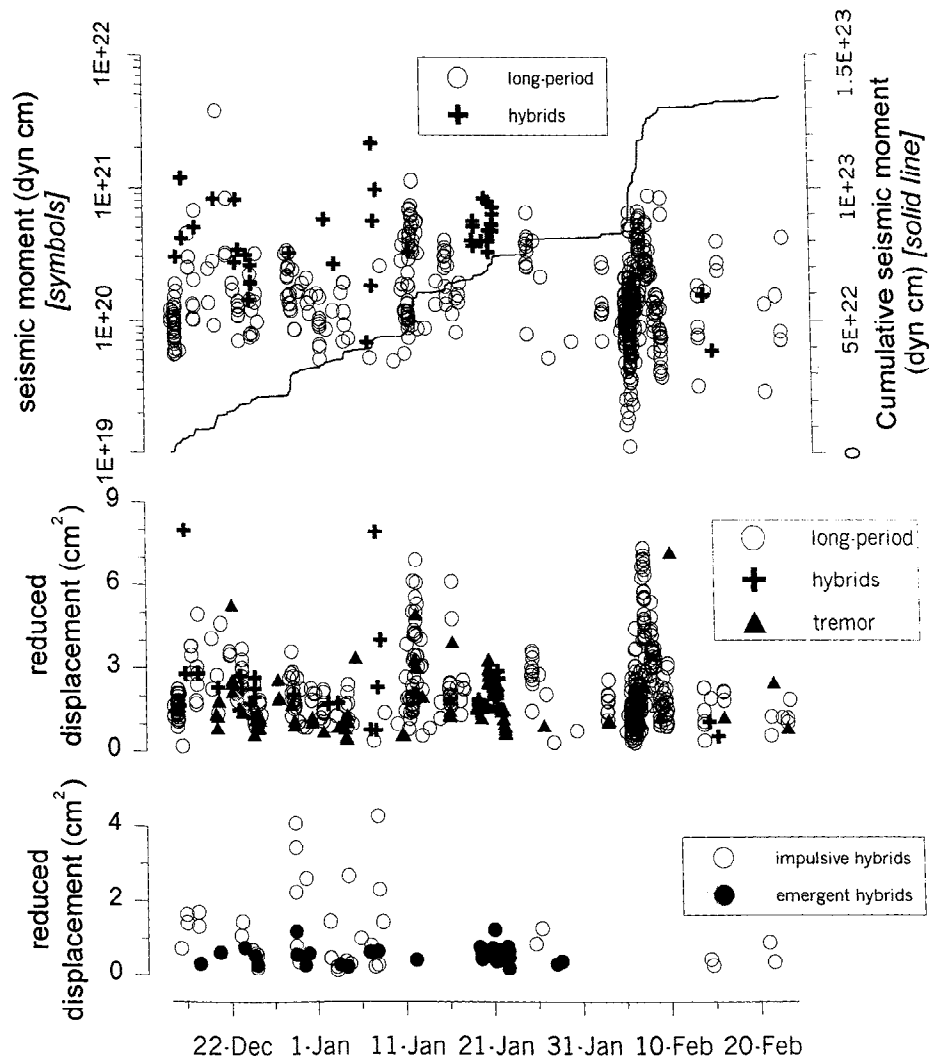 1E+22
1E+21
1E+20
1E+19
seismic moment (dyn cm)
[symbols]
long-period
hybrids
1.5E+23
1E+23
5E+22
0
Cumulative seismic moment
(dyn cm) [solid line]
9
6
3
0
reduced
displacement (cm²)
long-period
hybrids
tremor
4
2
0
reduced
displacement (cm²)
impulsive hybrids
emergent hybrids
22-Dec 1-Jan 11-Jan 21-Jan 31-Jan 10-Feb 20-Feb